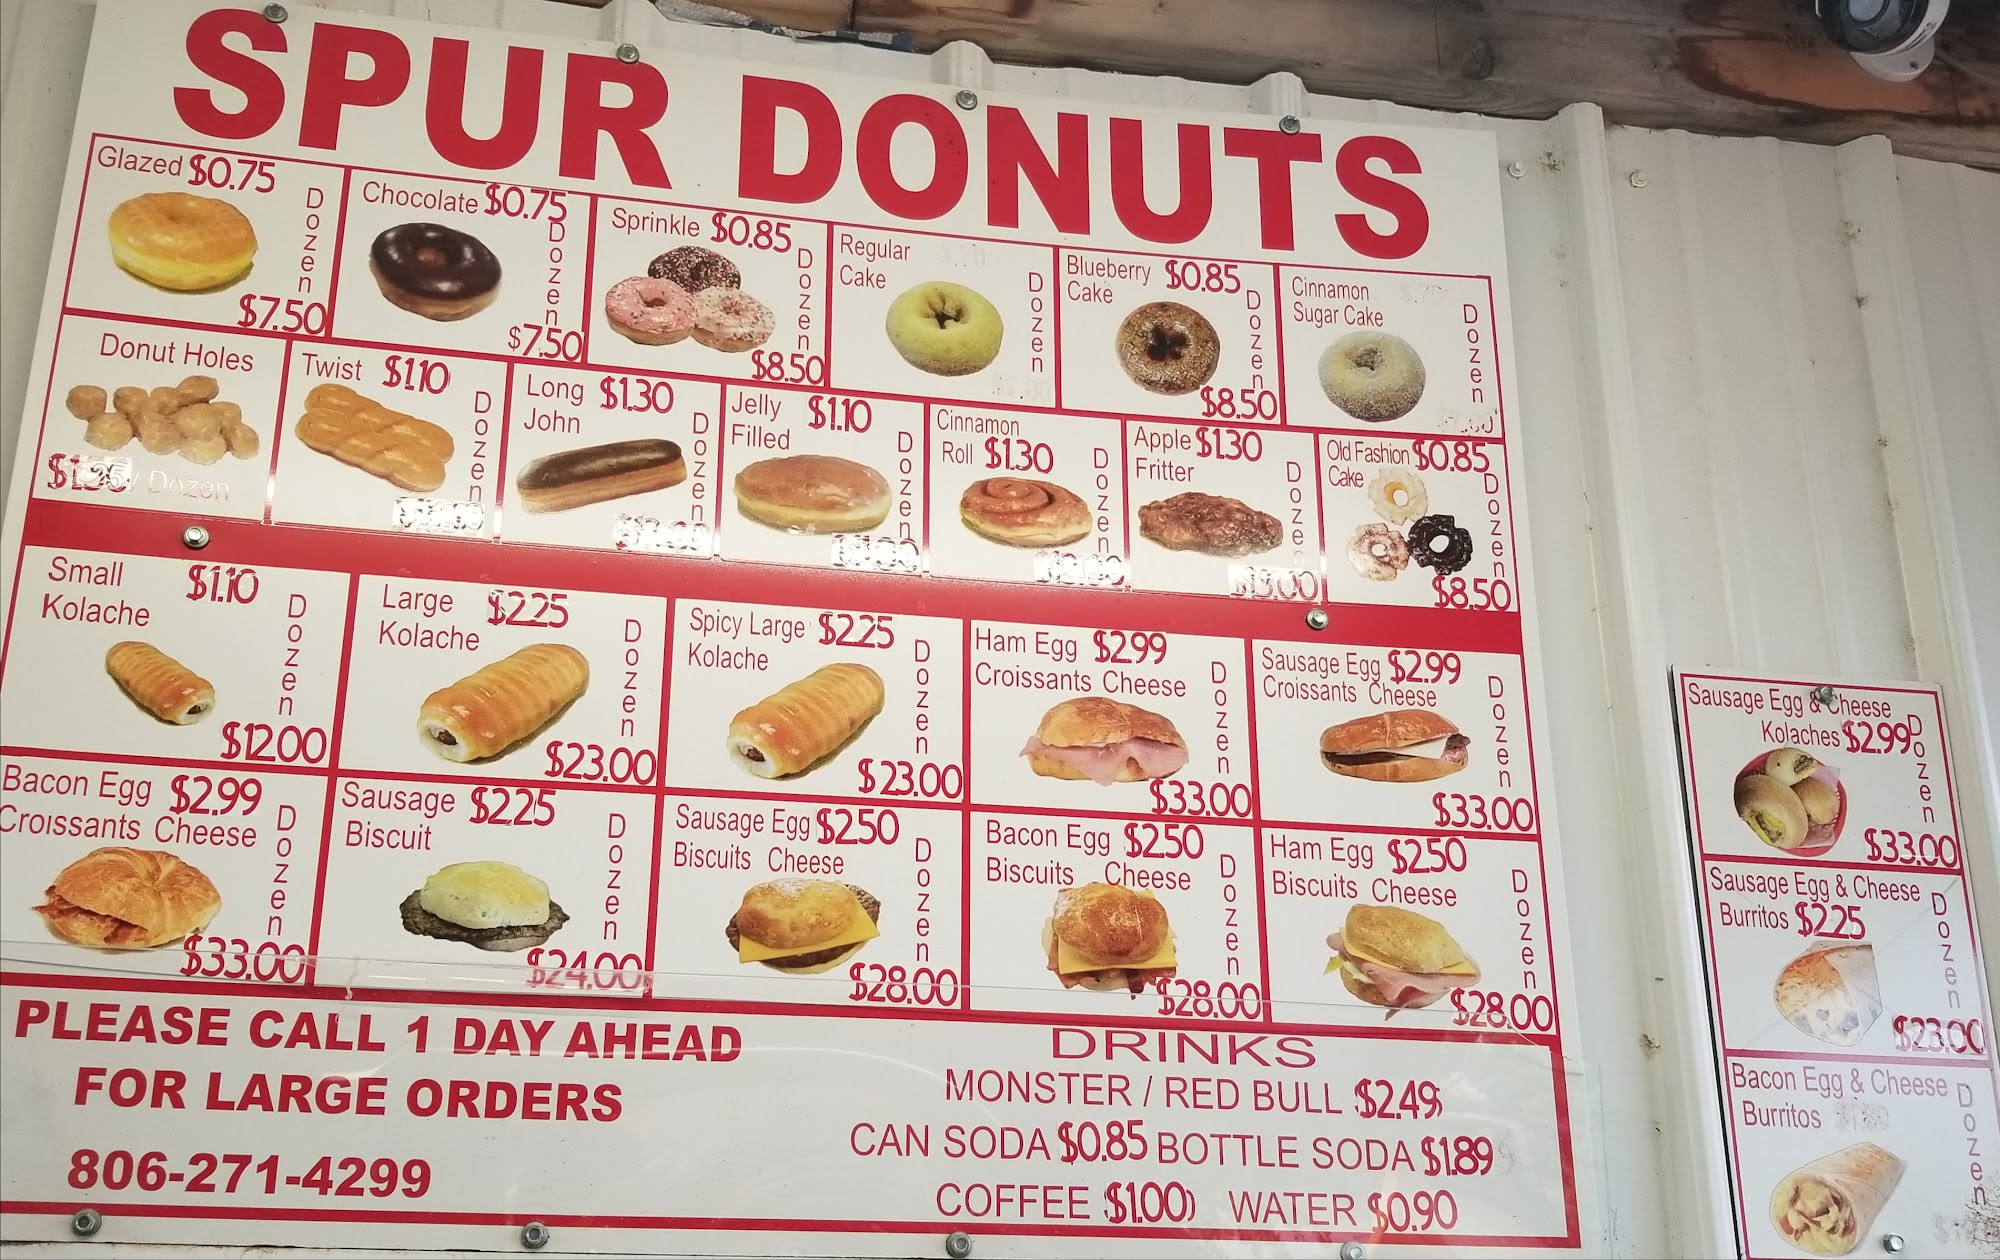 SPUR DONUTS
Glazed $0.75
Dozen
$7.50
Chocolate $0.75
Dozen
$7.50
Sprinkle $0.85
Dozen
$8.50
Regular
Cake
Dozen
Blueberry $0.85
Cake
Dozen
$8.50
Cinnamon
Sugar Cake
Dozen
Donut Holes
/ Dozen
Twist $1.10
Dozen
Long $1.30
John
Dozen
Jelly $1.10
Filled
Dozen
Cinnamon
Roll $1.30
Dozen
Apple $1.30
Fritter
Dozen
Old Fashion $0.85
Cake
Dozen
$8.50
Small $1.10
Kolache
Dozen
$12.00
Large $2.25
Kolache
Dozen
$23.00
Spicy Large $2.25
Kolache
Dozen
$23.00
Ham Egg $2.99
Croissants Cheese
Dozen
$33.00
Sausage Egg $2.99
Croissants Cheese
Dozen
$33.00
Bacon Egg $2.99
Croissants Cheese
Dozen
$33.00
Sausage $2.25
Biscuit
Dozen
$24.00
Sausage Egg $2.50
Biscuits Cheese
Dozen
$28.00
Bacon Egg $2.50
Biscuits Cheese
Dozen
$28.00
Ham Egg $2.50
Biscuits Cheese
Dozen
$28.00
PLEASE CALL 1 DAY AHEAD
FOR LARGE ORDERS
806-271-4299
DRINKS
MONSTER / RED BULL $2.49
CAN SODA $0.85 BOTTLE SODA $1.89
COFFEE $1.00 WATER $0.90
Sausage Egg & Cheese
Kolaches $2.99
Dozen
$33.00
Sausage Egg & Cheese
Burritos $2.25
Dozen
$23.00
Bacon Egg & Cheese
Burritos
Dozen